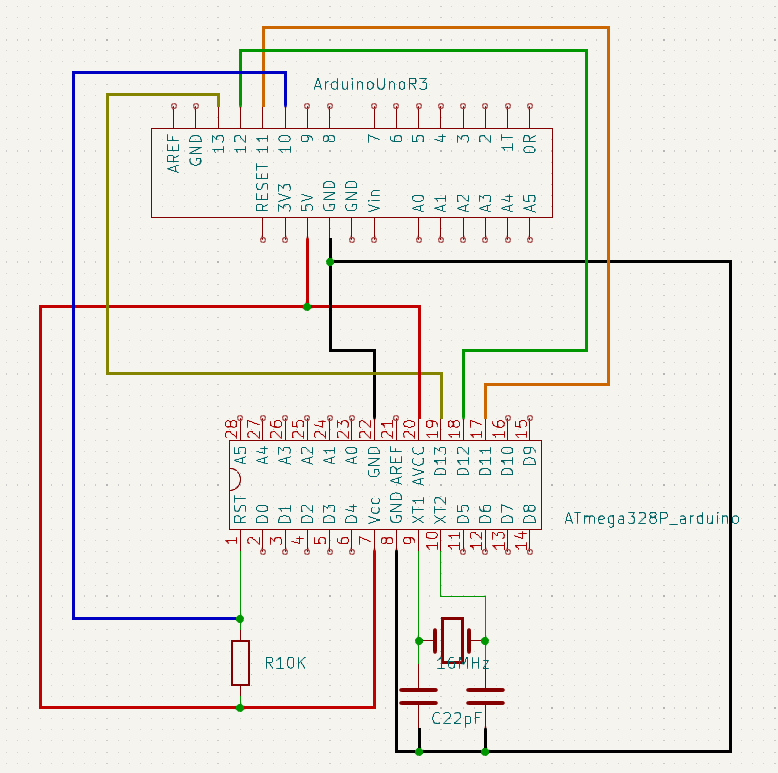 ArduinoUnoR3
AREF GND 13 12 11 10 9 8 7 6 5 4 3 2 1T 0R
RESET 3V3 5V GND GND Vin A0 A1 A2 A3 A4 A5
28 27 26 25 24 23 22 21 20 19 18 17 16 15
A5 A4 A3 A2 A1 A0 GND AREF AVCC D13 D12 D11 D10 D9
RST D0 D1 D2 D3 D4 Vcc GND XT1 XT2 D5 D6 D7 D8
ATmega328P_arduino
1 2 3 4 5 6 7 8 9 10 11 12 13 14
R10K
16MHz
C22pF